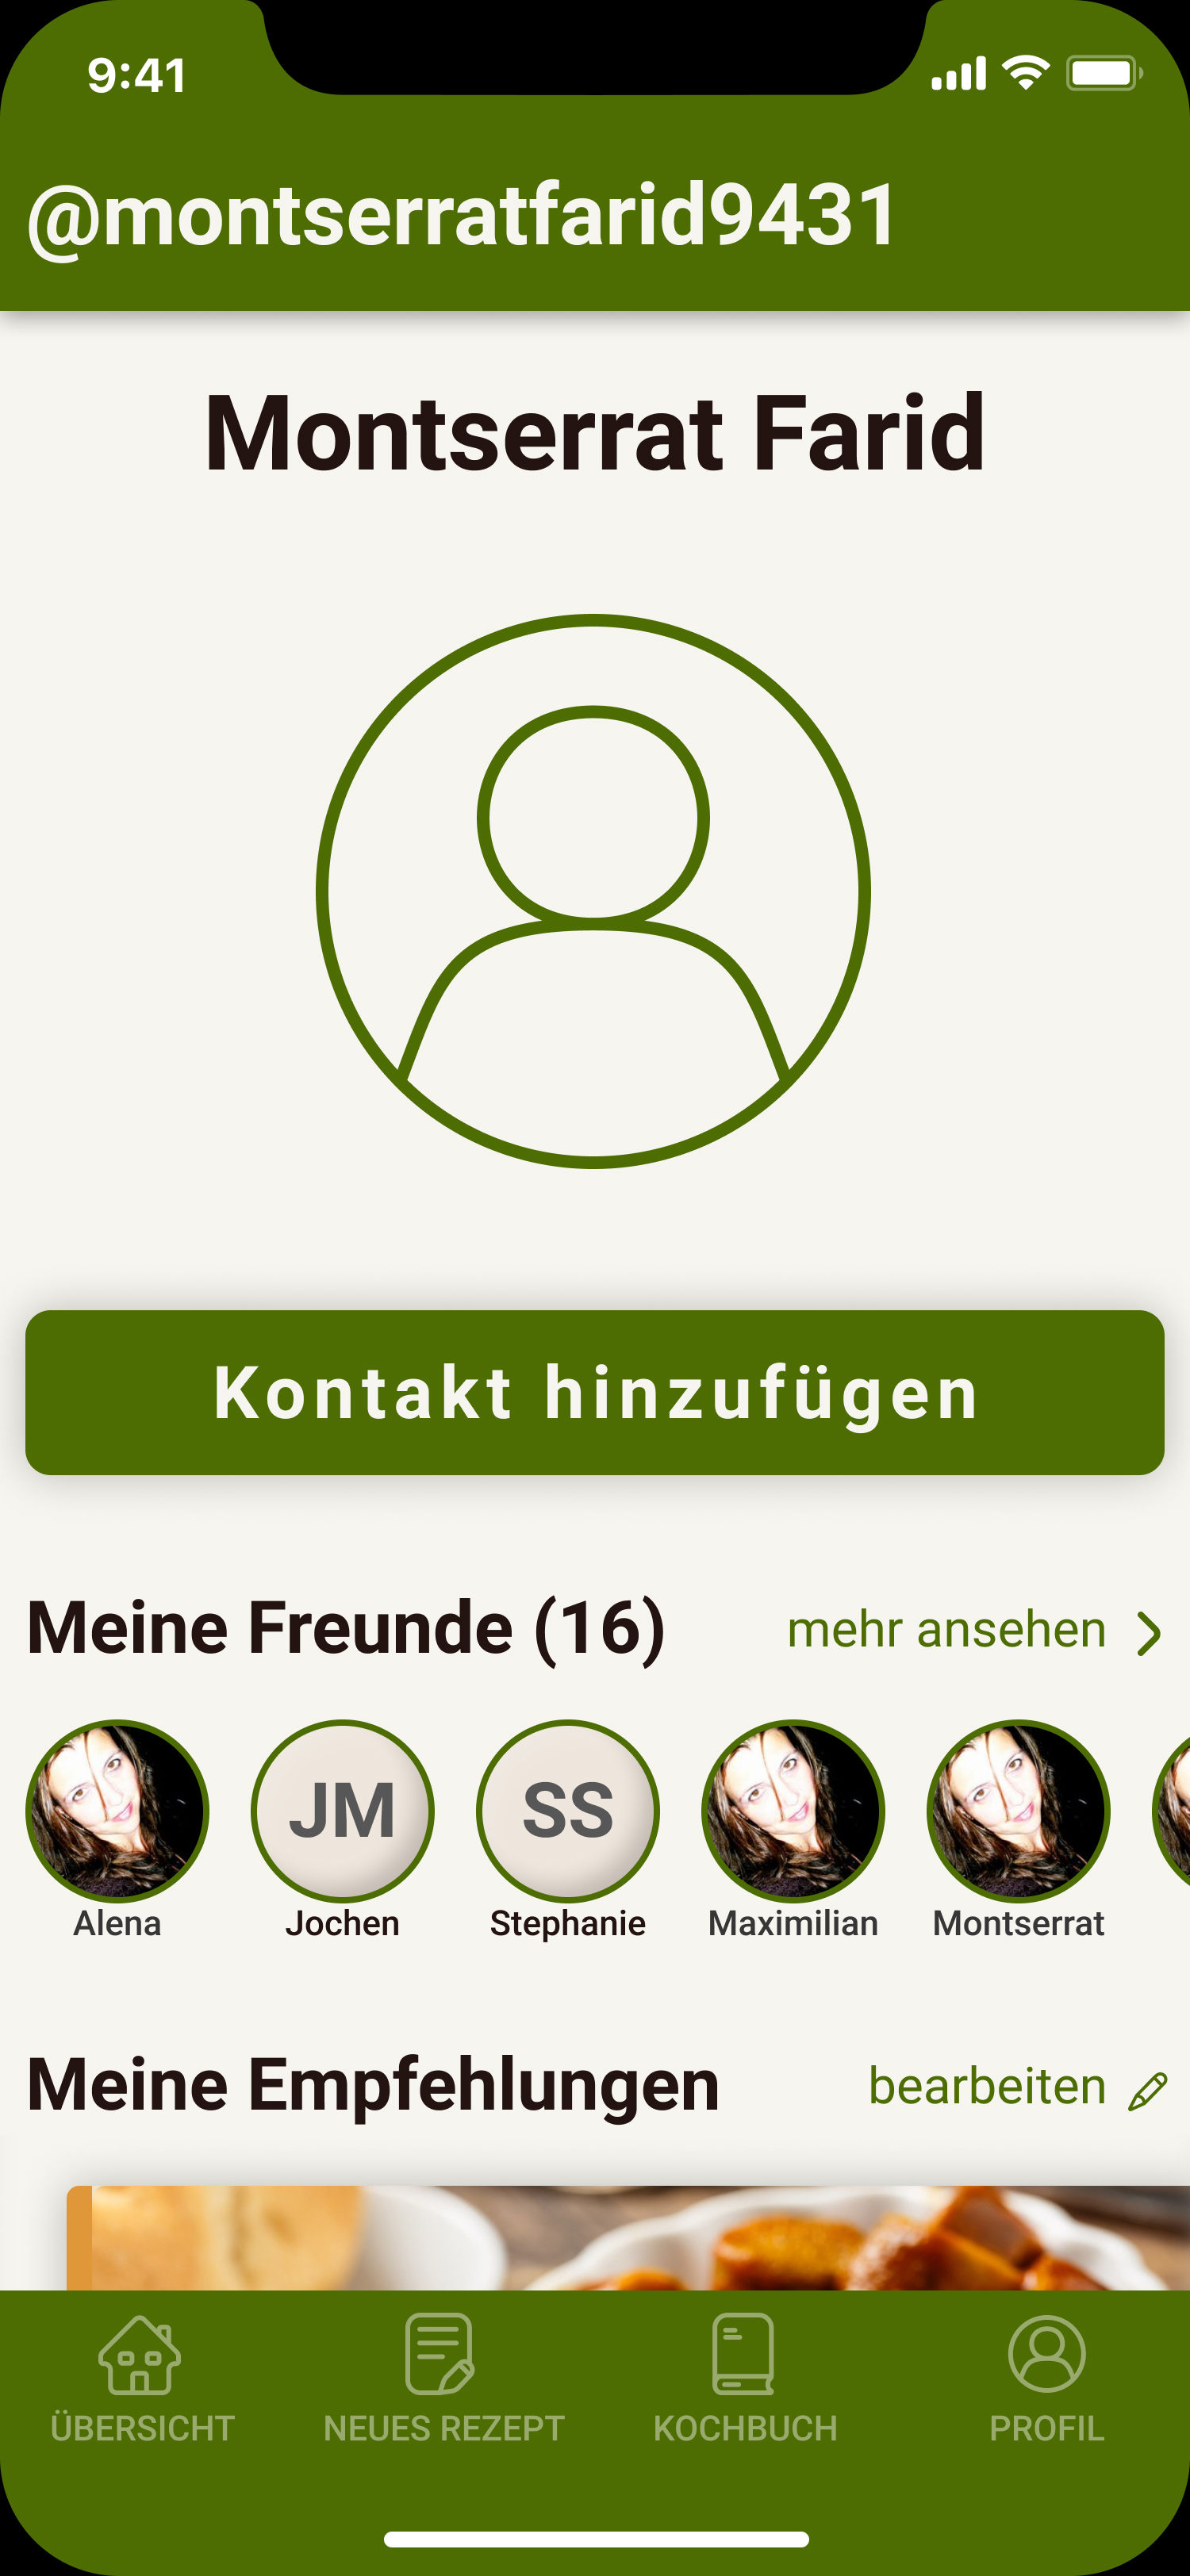 9:41
@montserratfarid9431
Montserrat Farid
Kontakt hinzufügen
Meine Freunde (16)
mehr ansehen
JM
SS
Alena
Jochen
Stephanie
Maximilian
Montserrat
Meine Empfehlungen
bearbeiten
ÜBERSICHT
NEUES REZEPT
KOCHBUCH
PROFIL